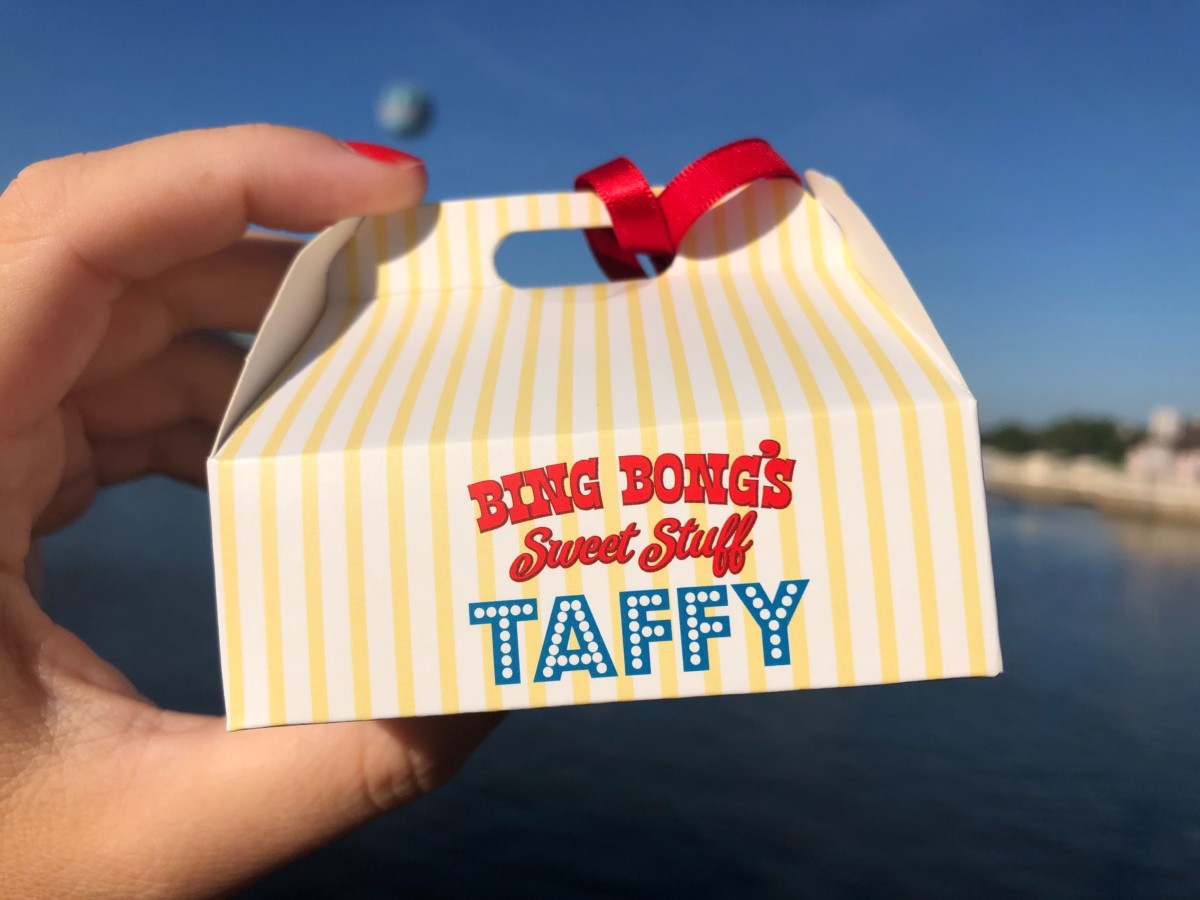 BING BONG'S
Sweet Stuff
TAFFY